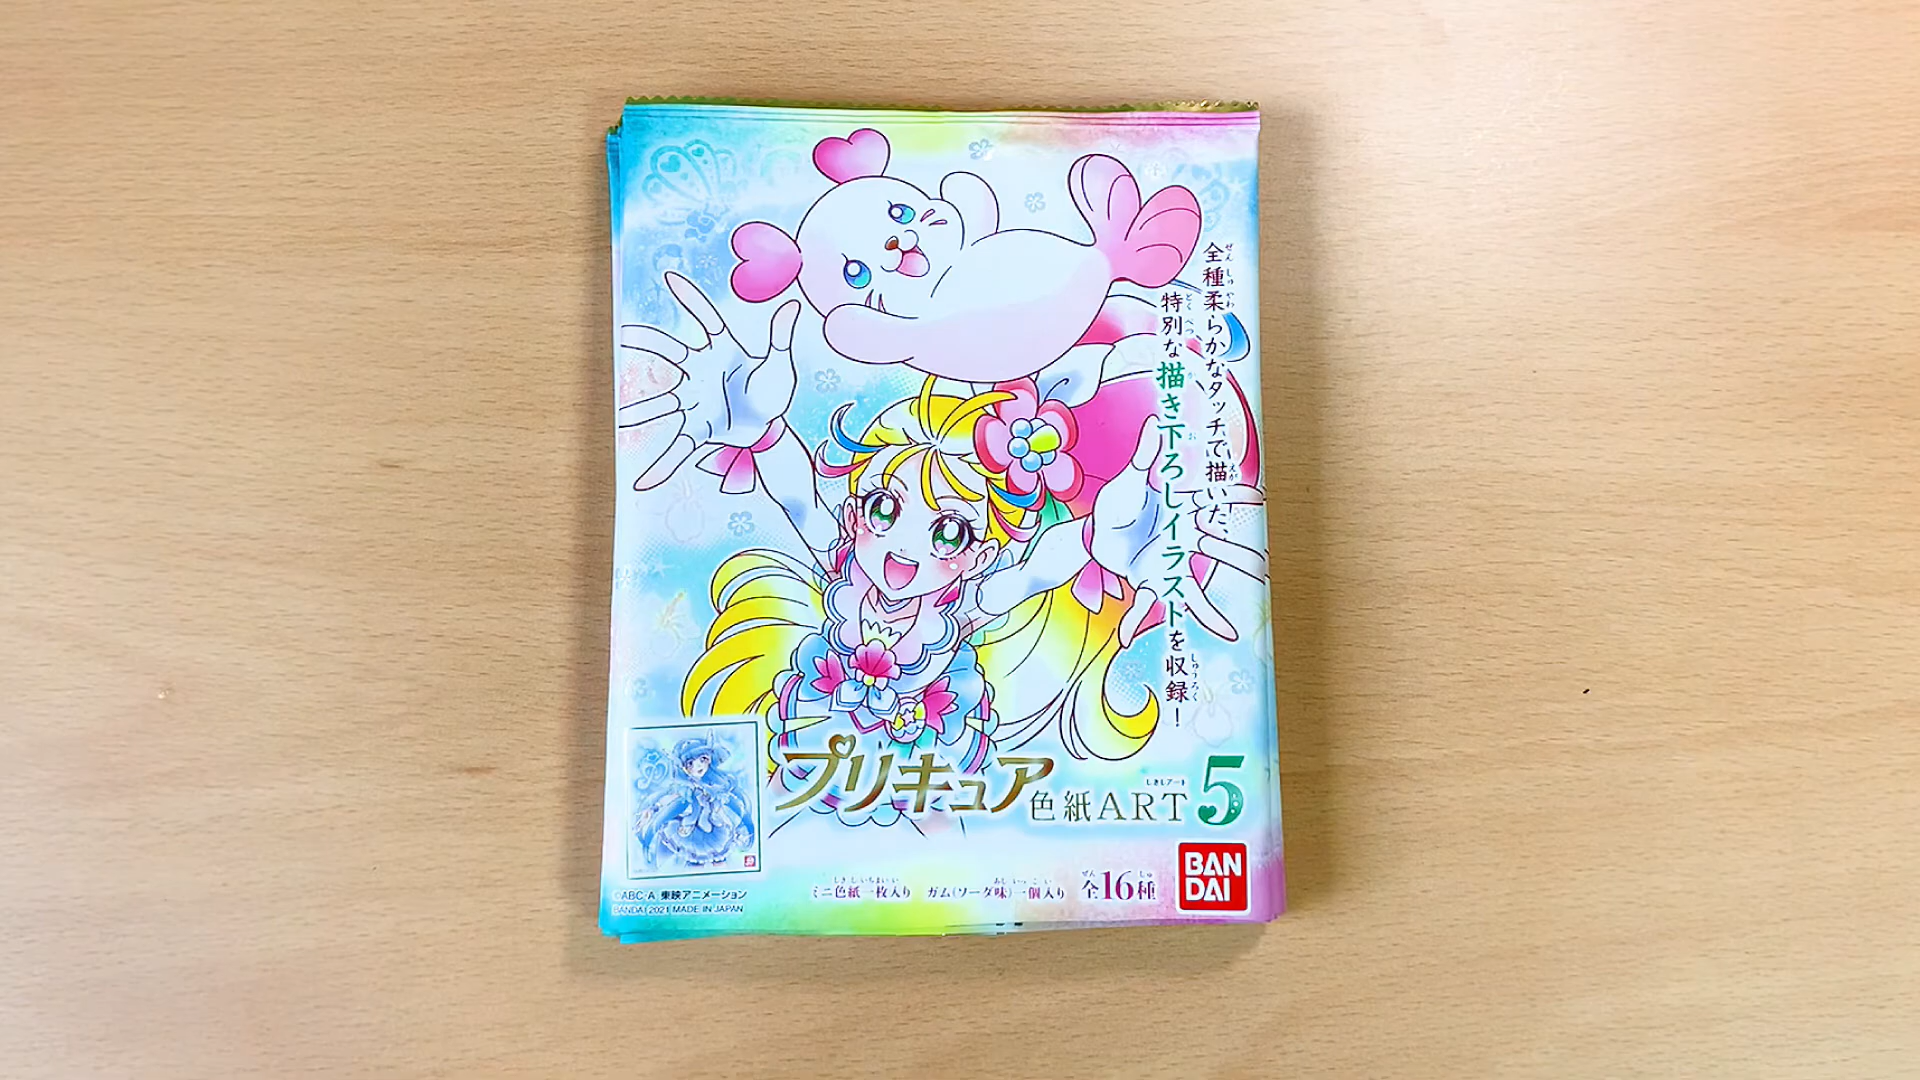 全種柔らかなタッチで描いた、
特別な描き下ろしイラストを収録！
プリキュア色紙ART5
ミニ色紙一枚入り ガム(ソーダ味)一個入り 全16種
BAN
DAI
©ABC-A 東映アニメーション
BANDAI 2021 MADE IN JAPAN